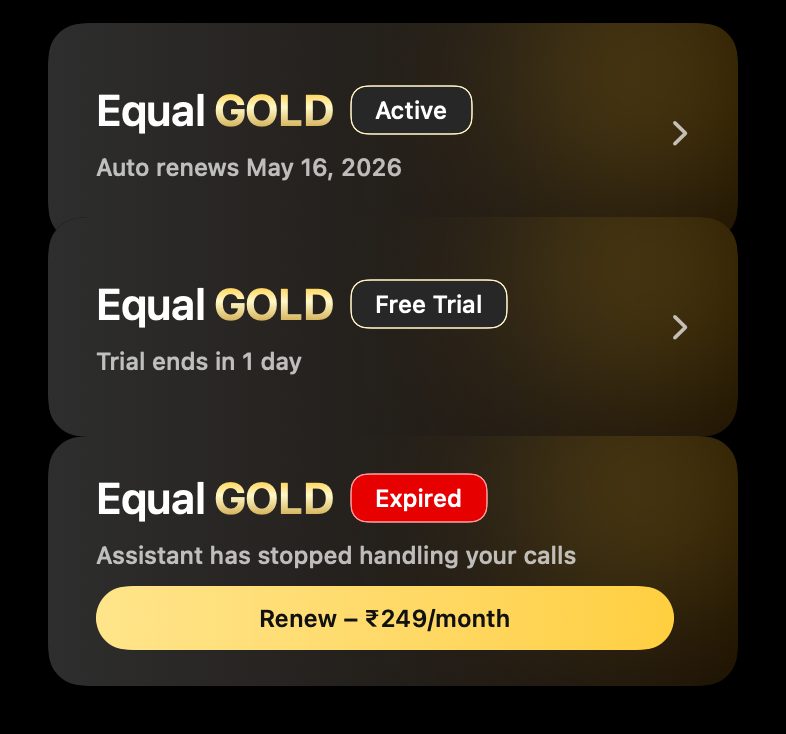 Equal GOLD Active
Auto renews May 16, 2026
Equal GOLD Free Trial
Trial ends in 1 day
Equal GOLD Expired
Assistant has stopped handling your calls
Renew – ₹249/month